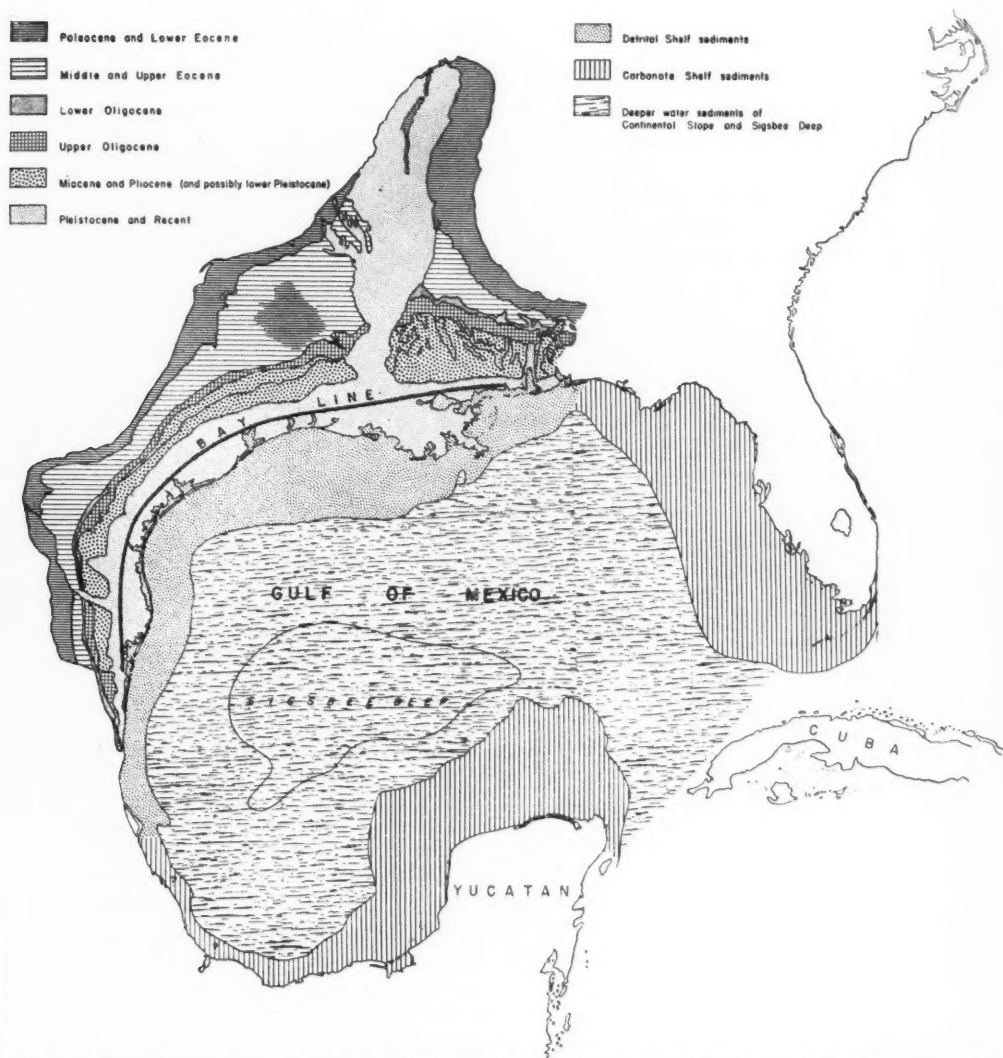 Paleocene and Lower Eocene
Middle and Upper Eocene
Lower Oligocene
Upper Oligocene
Miocene and Pliocene (and possibly lower Pleistocene)
Pleistocene and Recent
Detrital Shelf sediments
Carbonate Shelf sediments
Deeper water sediments of
Continental Slope and Sigsbee Deep
BAY LINE
GULF OF MEXICO
SIGSBEE DEEP
CUBA
YUCATAN